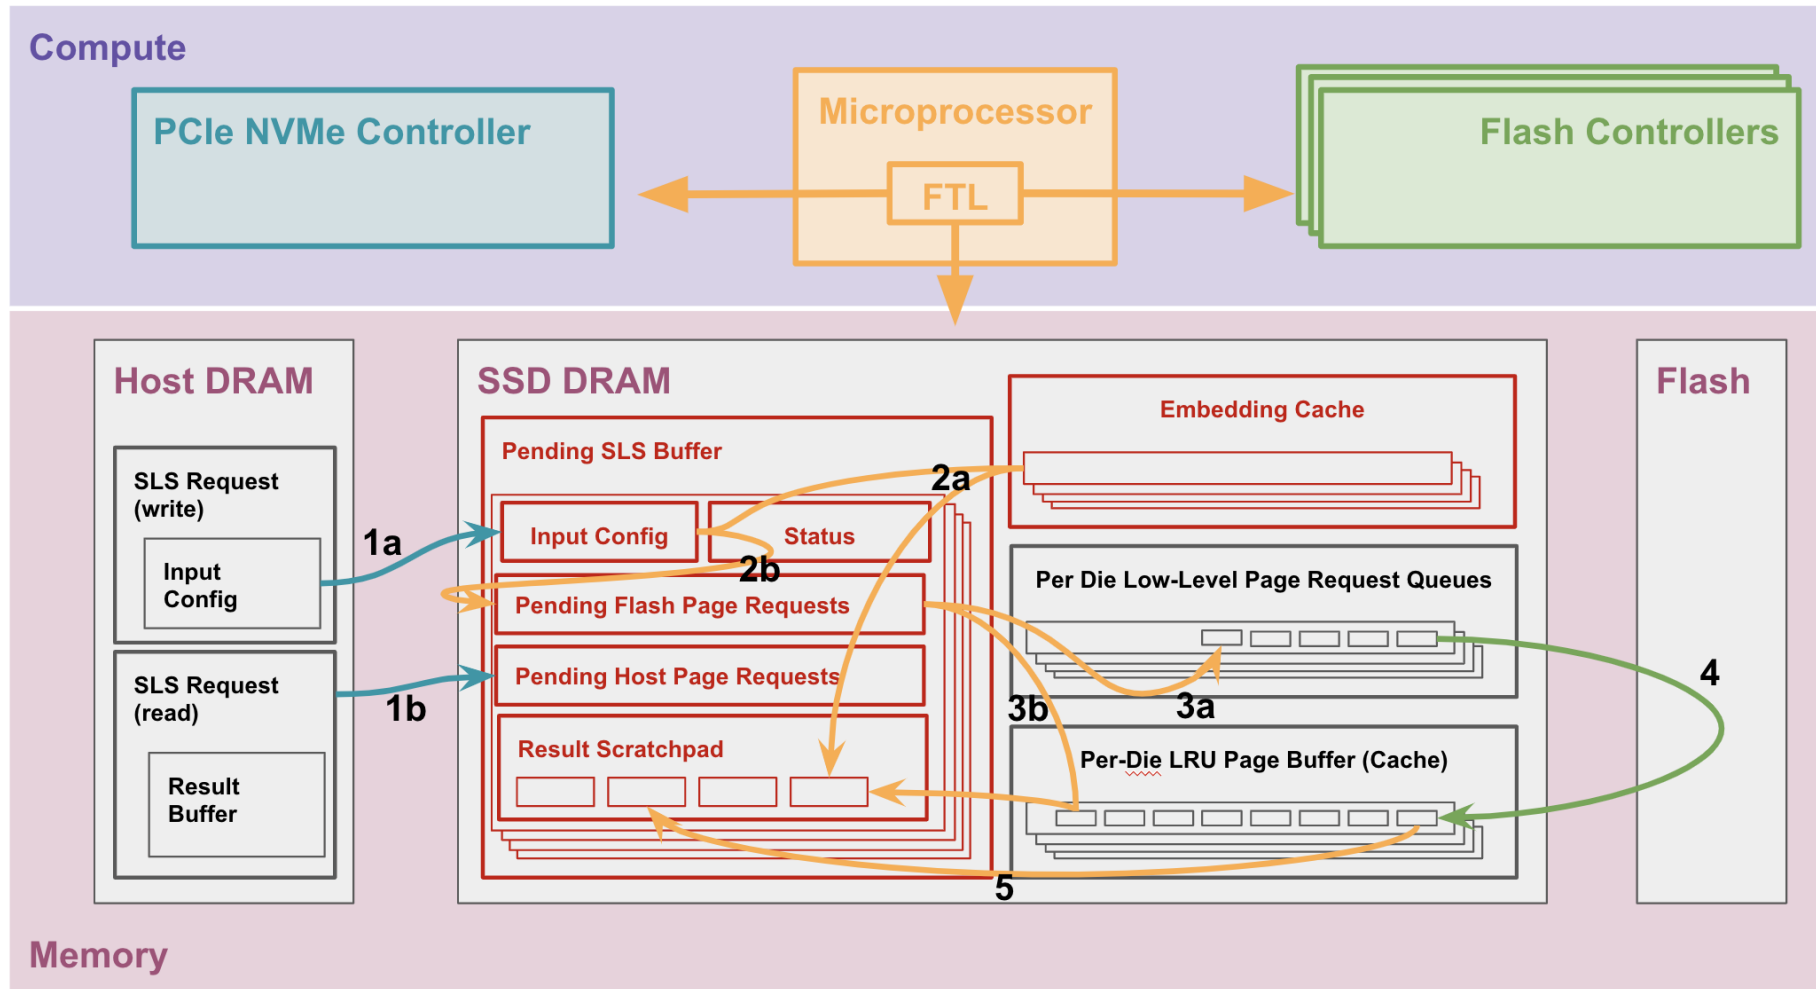 Compute
PCIe NVMe Controller
Microprocessor
FTL
Flash Controllers
Host DRAM
SLS Request
(write)
Input
Config
SLS Request
(read)
Result
Buffer
1a
1b
SSD DRAM
Pending SLS Buffer
Input Config
Status
Pending Flash Page Requests
Pending Host Page Requests
Result Scratchpad
2a
2b
Embedding Cache
Per Die Low-Level Page Request Queues
3b
3a
Per-Die LRU Page Buffer (Cache)
5
Flash
4
Memory